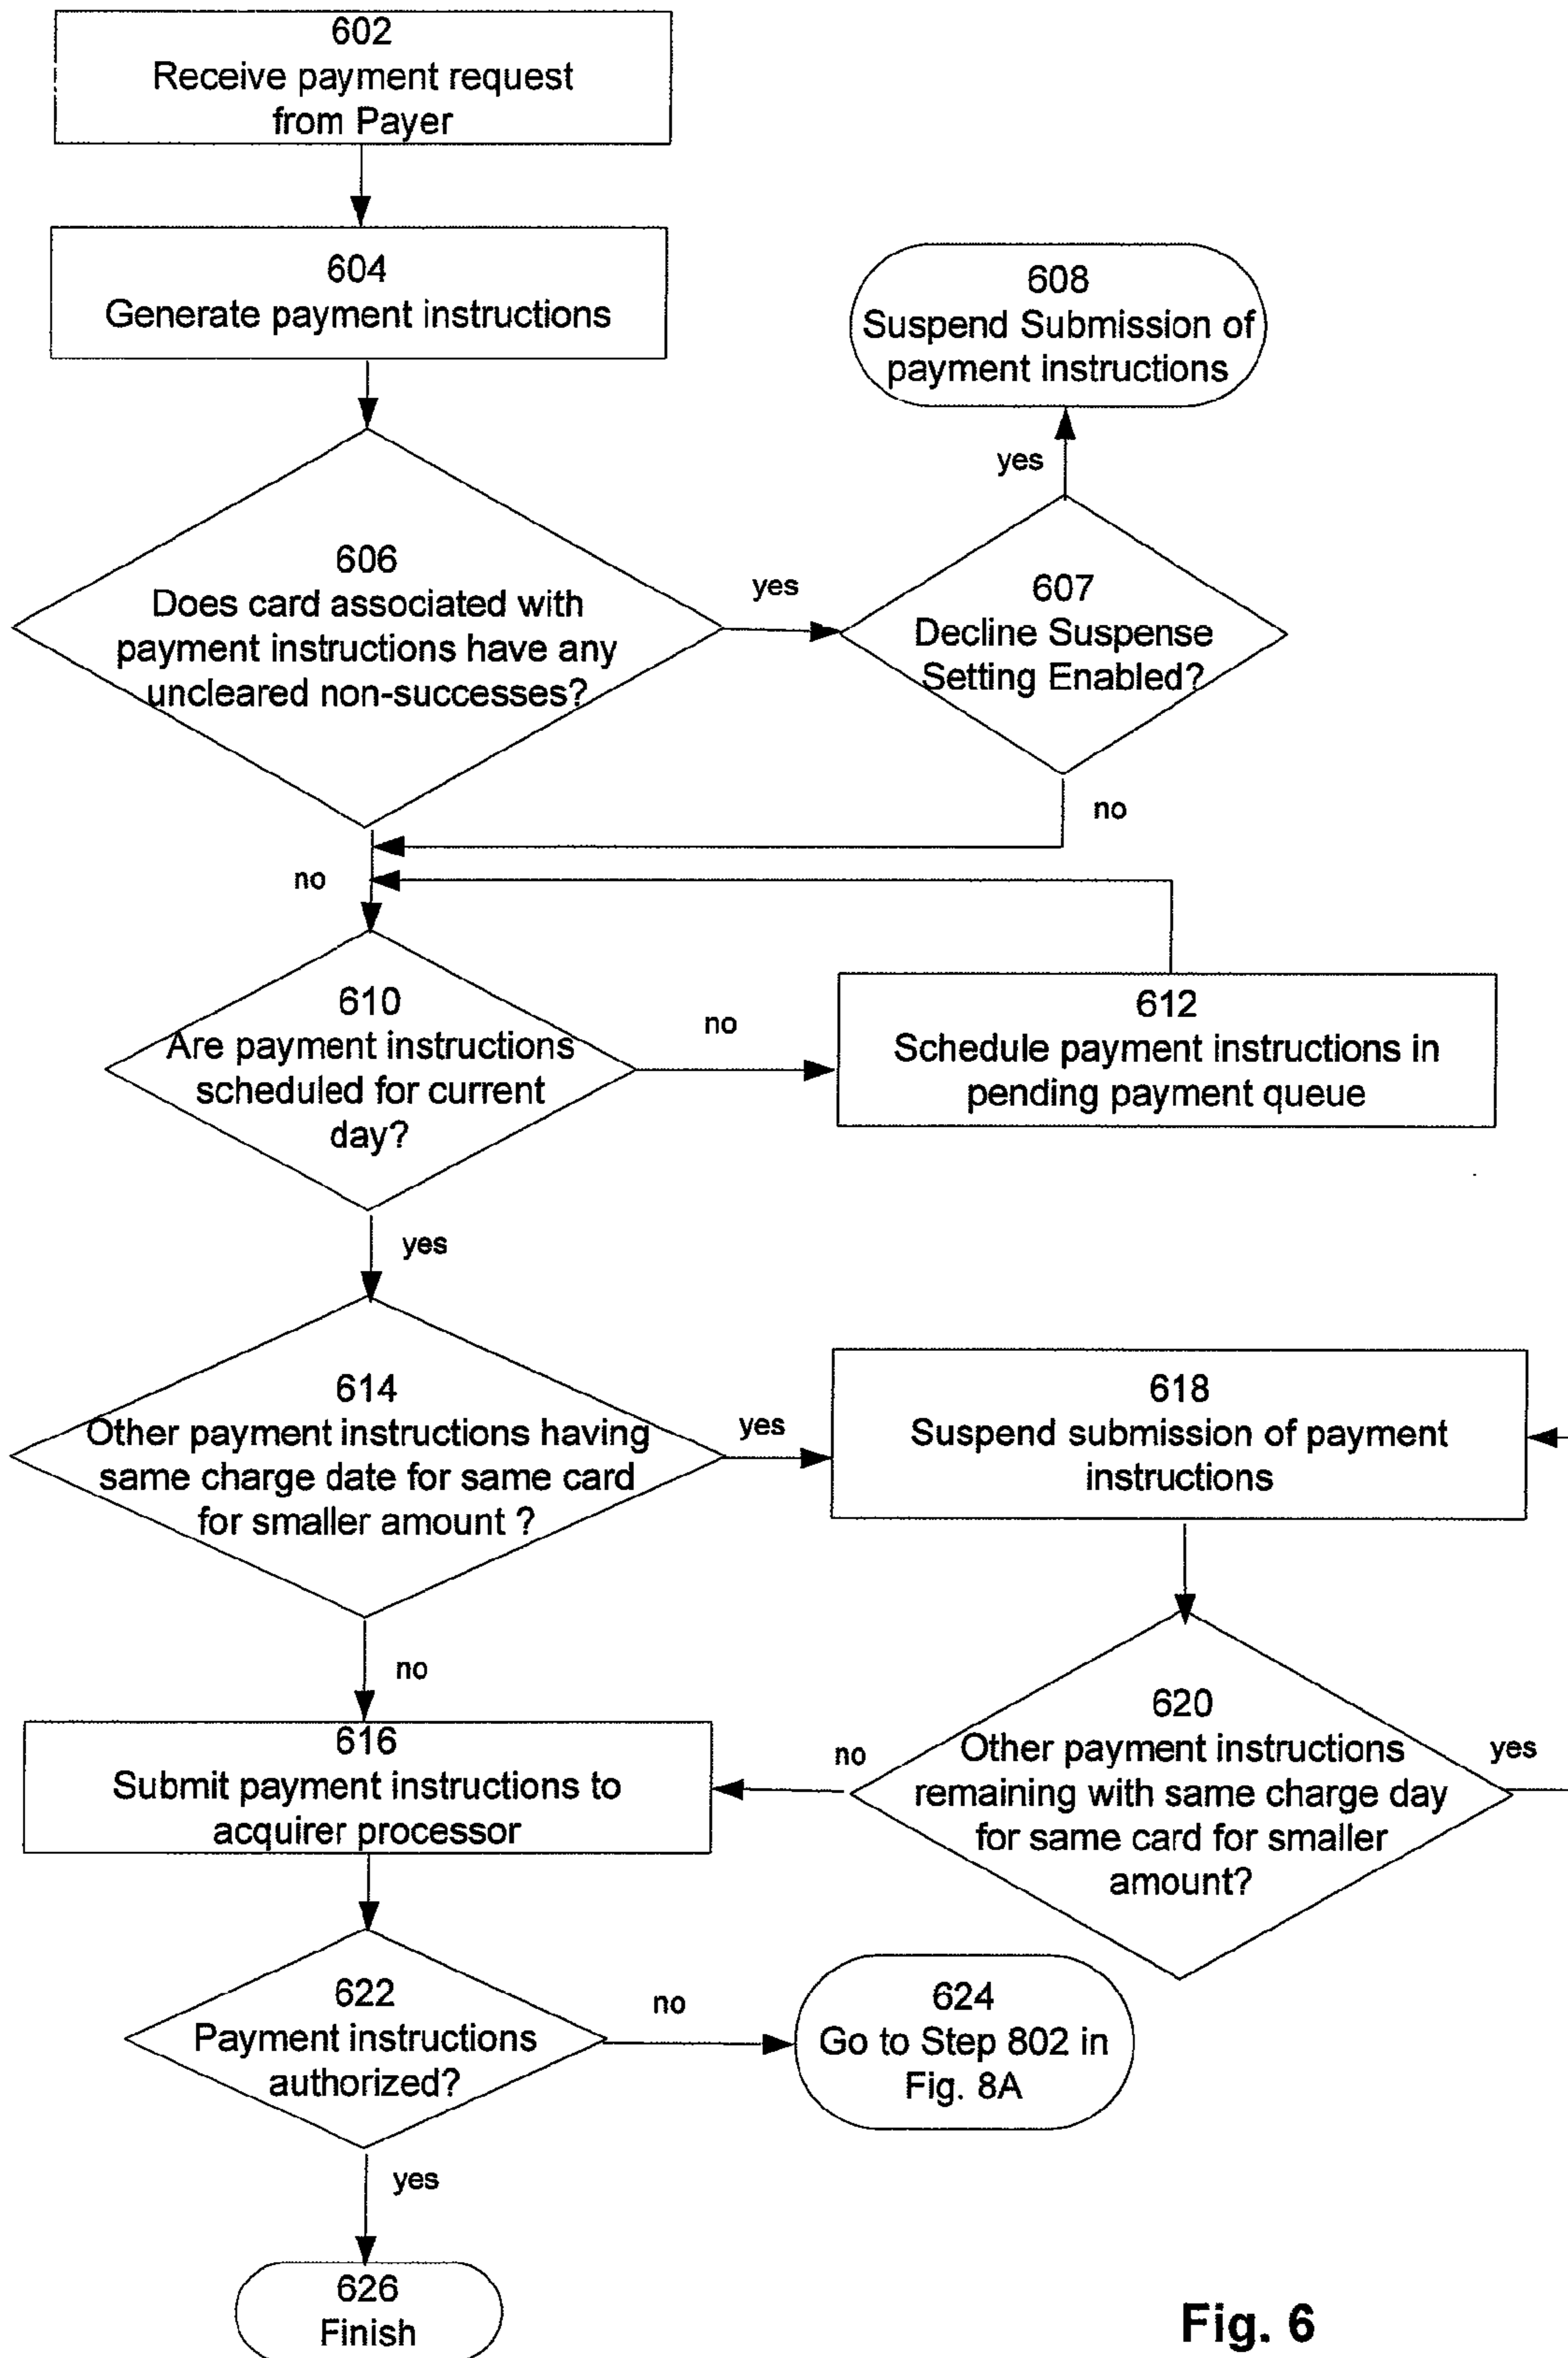 602
Receive payment request
from Payer
604
Generate payment instructions
608
Suspend Submission of
payment instructions
yes
606
Does card associated with
payment instructions have any
uncleared non-successes?
yes
607
Decline Suspense
Setting Enabled?
no
no
610
Are payment instructions
scheduled for current
day?
no
612
Schedule payment instructions in
pending payment queue
yes
614
Other payment instructions having
same charge date for same card
for smaller amount ?
yes
618
Suspend submission of payment
instructions
no
616
Submit payment instructions to
acquirer processor
no
620
Other payment instructions
remaining with same charge day
for same card for smaller
amount?
yes
622
Payment instructions
authorized?
no
624
Go to Step 802 in
Fig. 8A
yes
626
Finish
Fig. 6